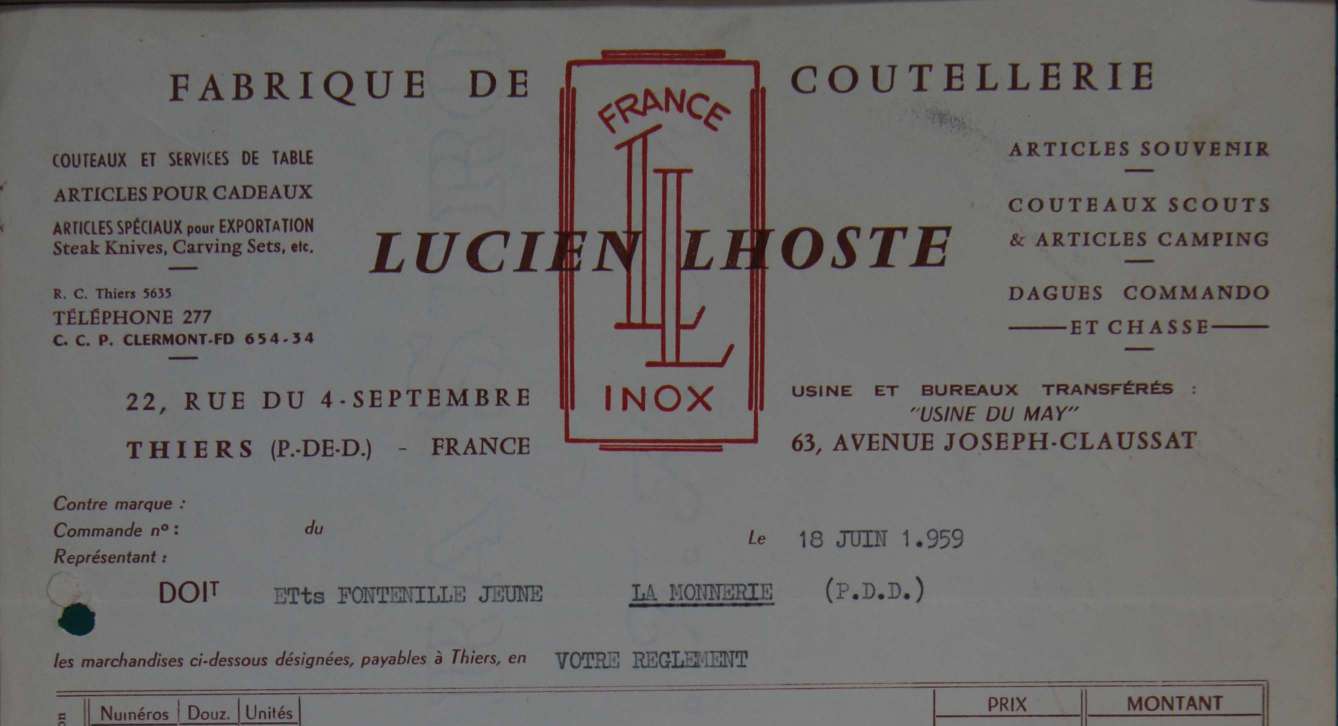 FABRIQUE DE COUTELLERIE
FRANCE
LL
INOX
COUTEAUX ET SERVICES DE TABLE
ARTICLES POUR CADEAUX
ARTICLES SPÉCIAUX pour EXPORTATION
Steak Knives, Carving Sets, etc.
R. C. Thiers 5635
TÉLÉPHONE 277
C. C. P. CLERMONT-FD 654-34
LUCIEN LHOSTE
ARTICLES SOUVENIR
COUTEAUX SCOUTS
& ARTICLES CAMPING
DAGUES COMMANDO
ET CHASSE
22, RUE DU 4-SEPTEMBRE
THIERS (P.-DE-D.) - FRANCE
USINE ET BUREAUX TRANSFÉRÉS :
"USINE DU MAY"
63, AVENUE JOSEPH-CLAUSSAT
Contre marque :
Commande nº : du
Représentant :
Le 18 JUIN 1.959
DOIT ETts FONTENILLE JEUNE LA MONNERIE (P.D.D.)
les marchandises ci-dessous désignées, payables à Thiers, en VOTRE REGLEMENT
Numéros Douz. Unités PRIX MONTANT